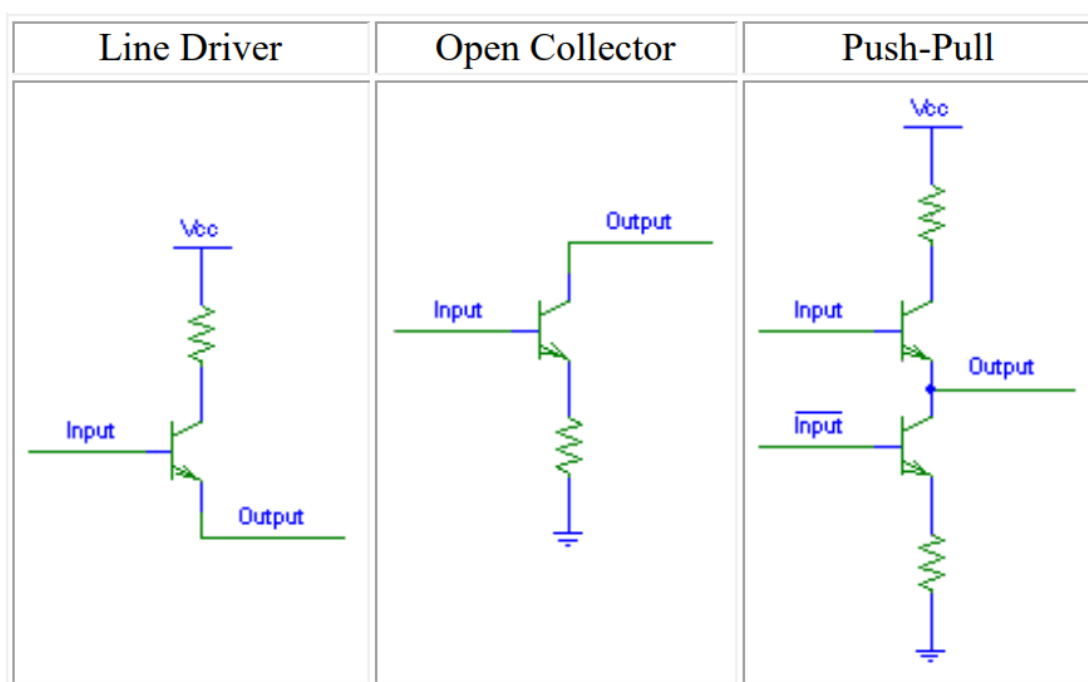 Line Driver
Open Collector
Push-Pull
Vcc
Input
Output
Output
Input
Vcc
Input
Output
Input